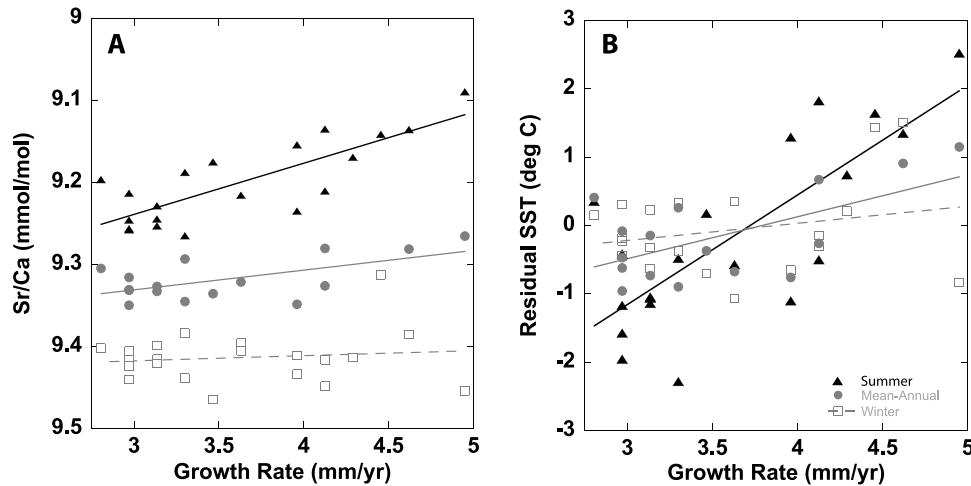 A
Sr/Ca (mmol/mol)
9
9.1
9.2
9.3
9.4
9.5
3
3.5
4
4.5
5
Growth Rate (mm/yr)
B
Residual SST (deg C)
3
2
1
0
-1
-2
-3
Summer
Mean-Annual
Winter
3
3.5
4
4.5
5
Growth Rate (mm/yr)